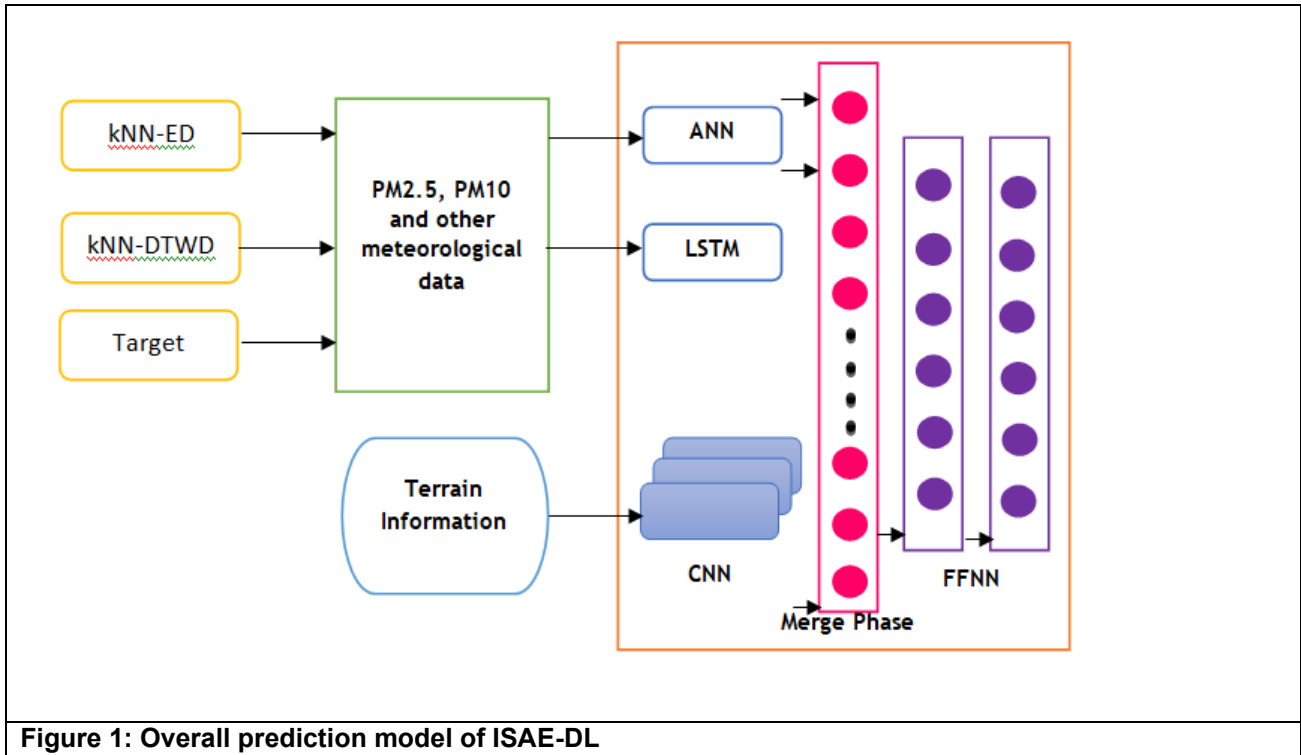 kNN-ED
kNN-DTWD
Target
PM2.5, PM10
and other
meteorological
data
Terrain
Information
ANN
LSTM
CNN
Merge Phase
FFNN
Figure 1: Overall prediction model of ISAE-DL